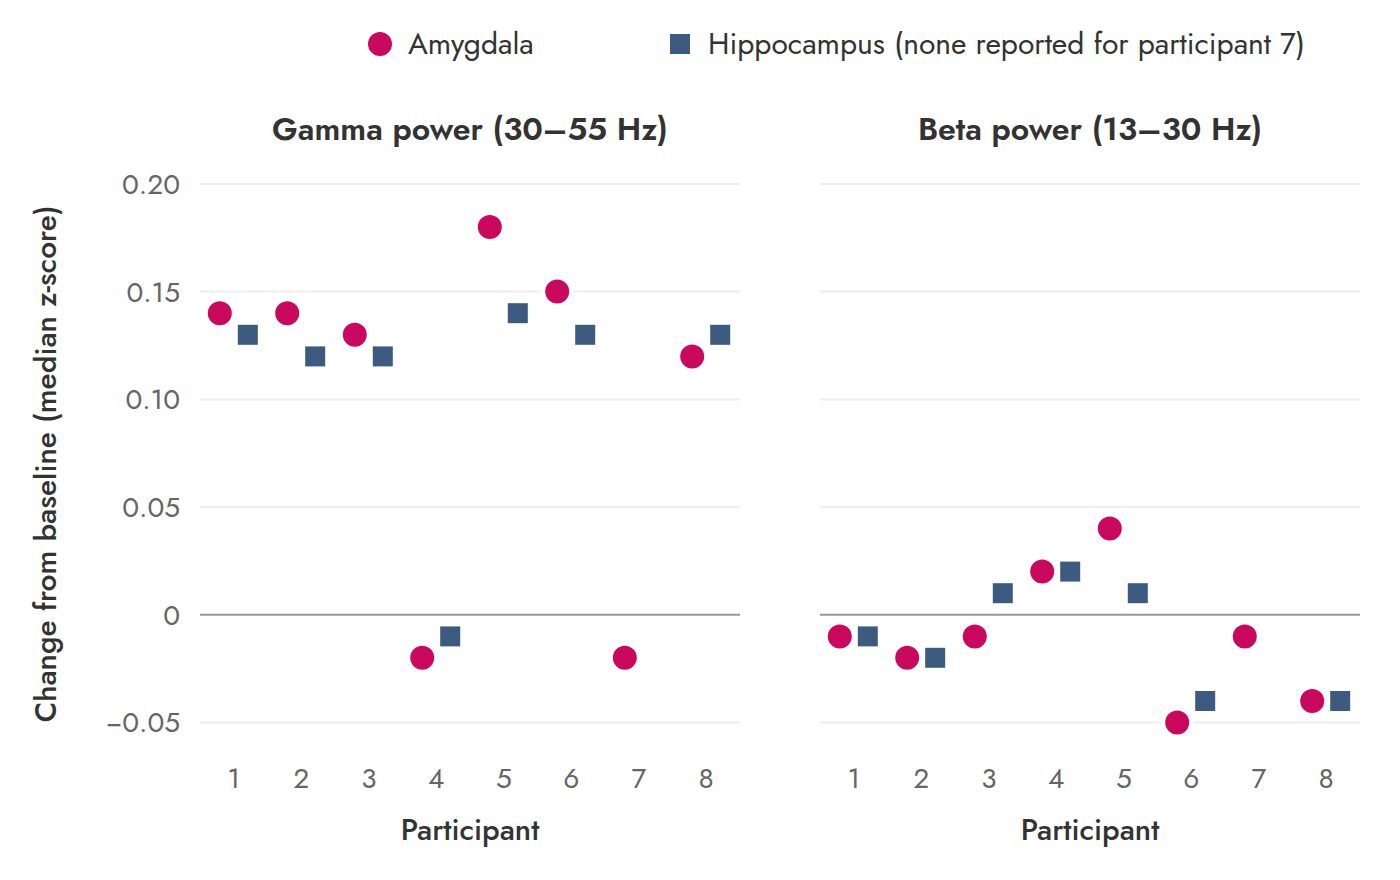 Amygdala
Hippocampus (none reported for participant 7)
Gamma power (30–55 Hz)
Beta power (13–30 Hz)
Change from baseline (median z-score)
0.20
0.15
0.10
0.05
0
−0.05
1 2 3 4 5 6 7 8
1 2 3 4 5 6 7 8
Participant
Participant